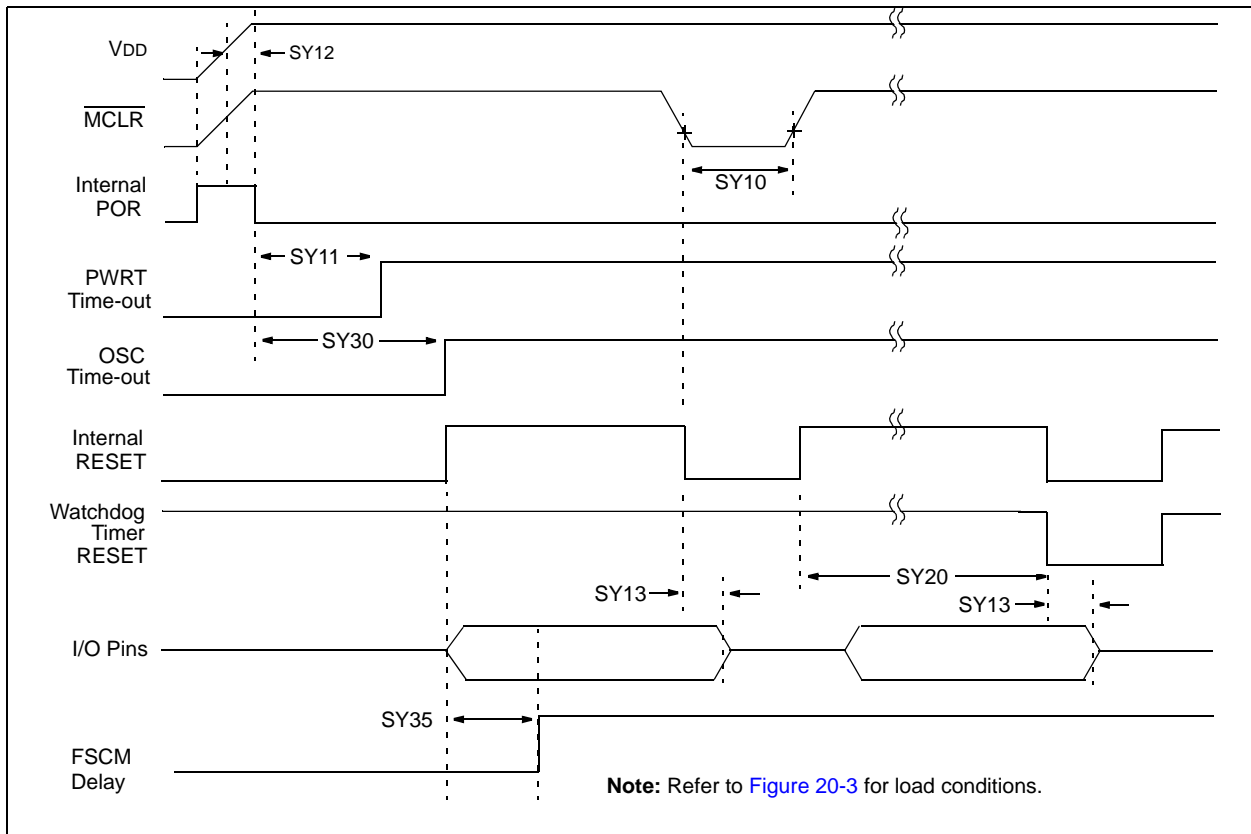 VDD
SY12
MCLR
SY10
Internal
POR
SY11
PWRT
Time-out
SY30
OSC
Time-out
Internal
RESET
Watchdog
Timer
RESET
SY20
SY13
SY13
I/O Pins
SY35
FSCM
Delay
Note: Refer to Figure 20-3 for load conditions.